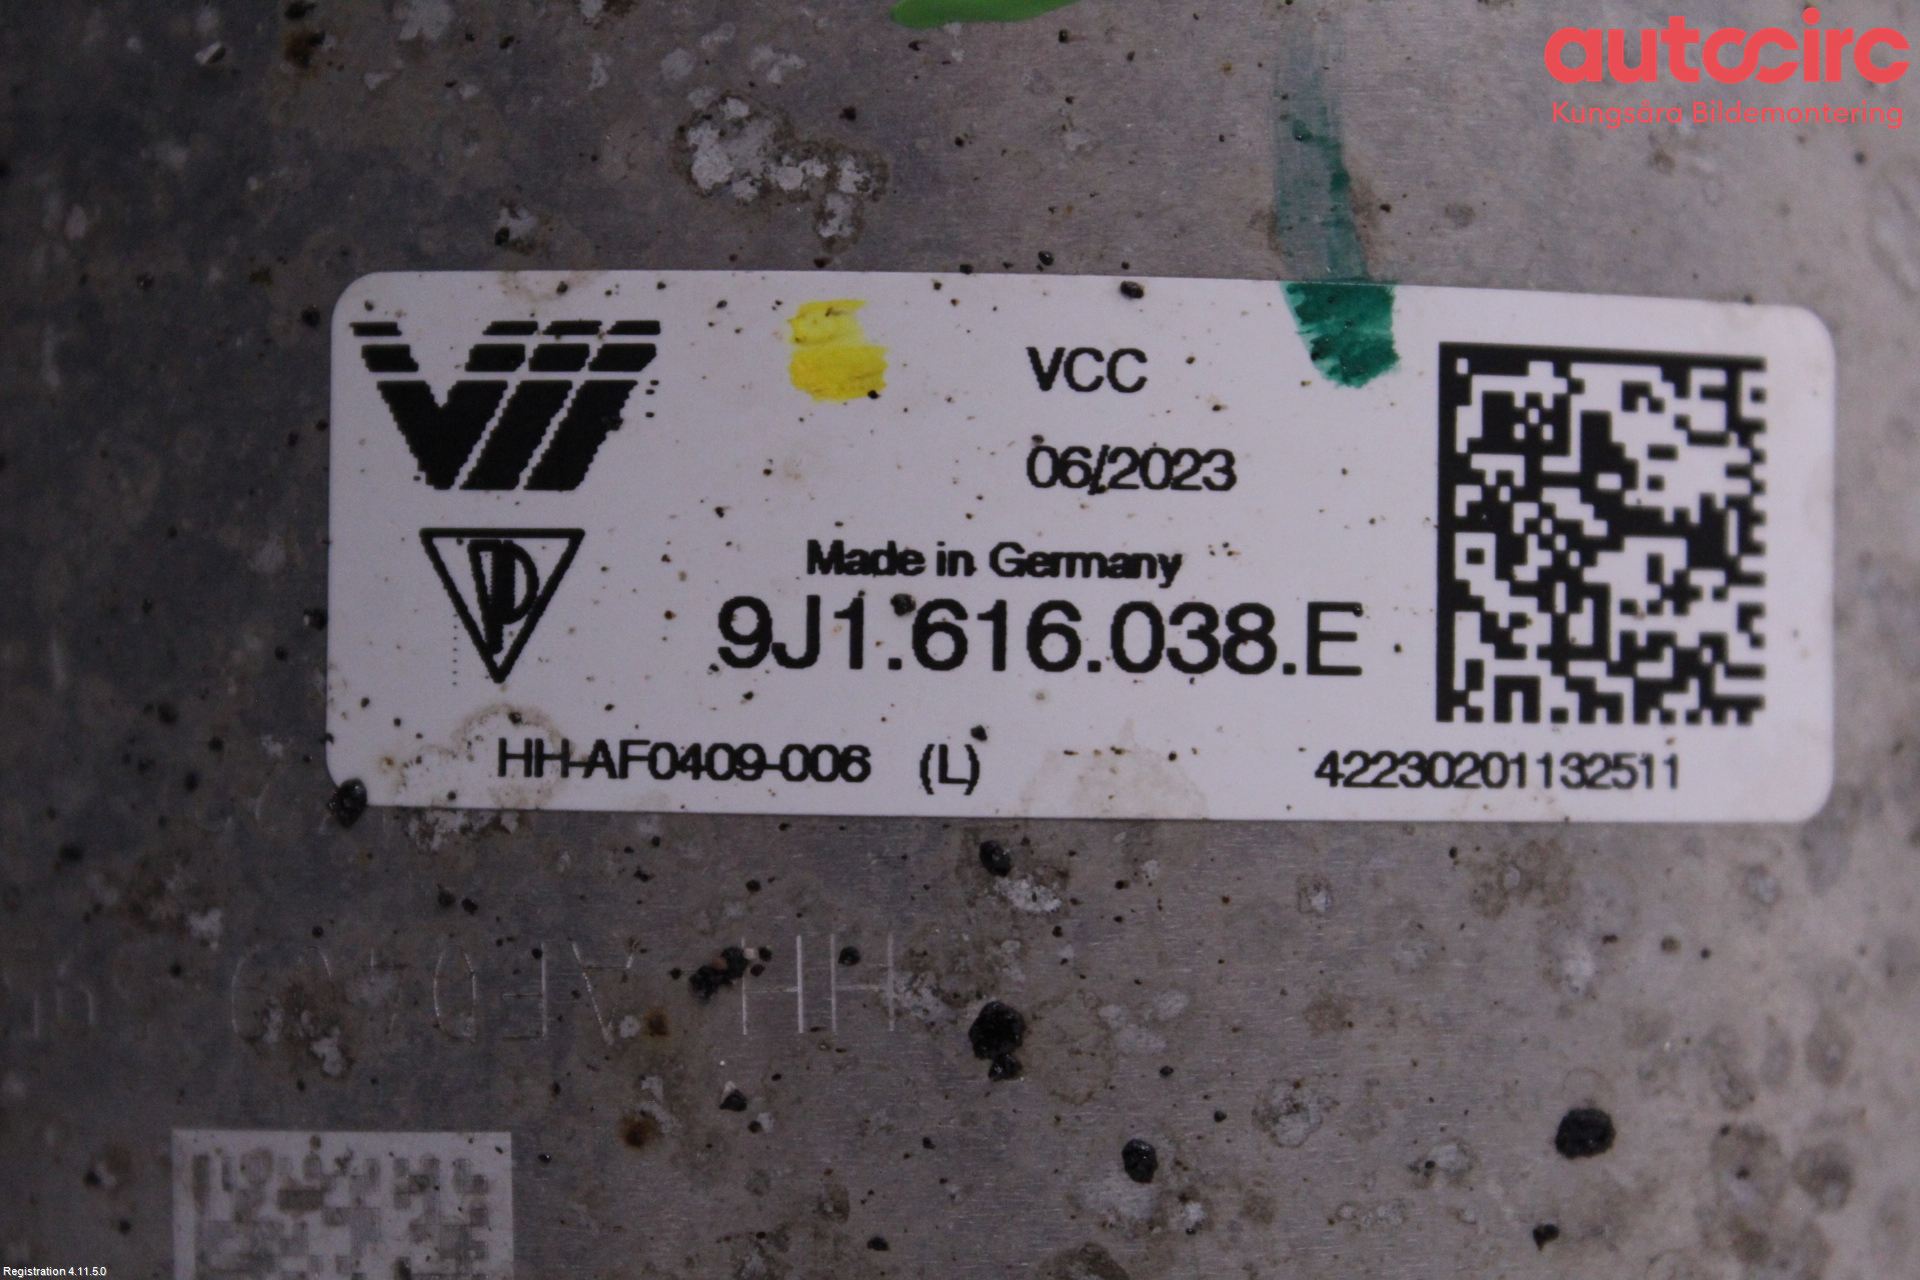 autocirc
Kungsåra Bildemontering
VCC
06/2023
Made in Germany
9J1.616.038.E
HH-AF0409-006 (L)
42230201132511
Registration 4.11.5.0